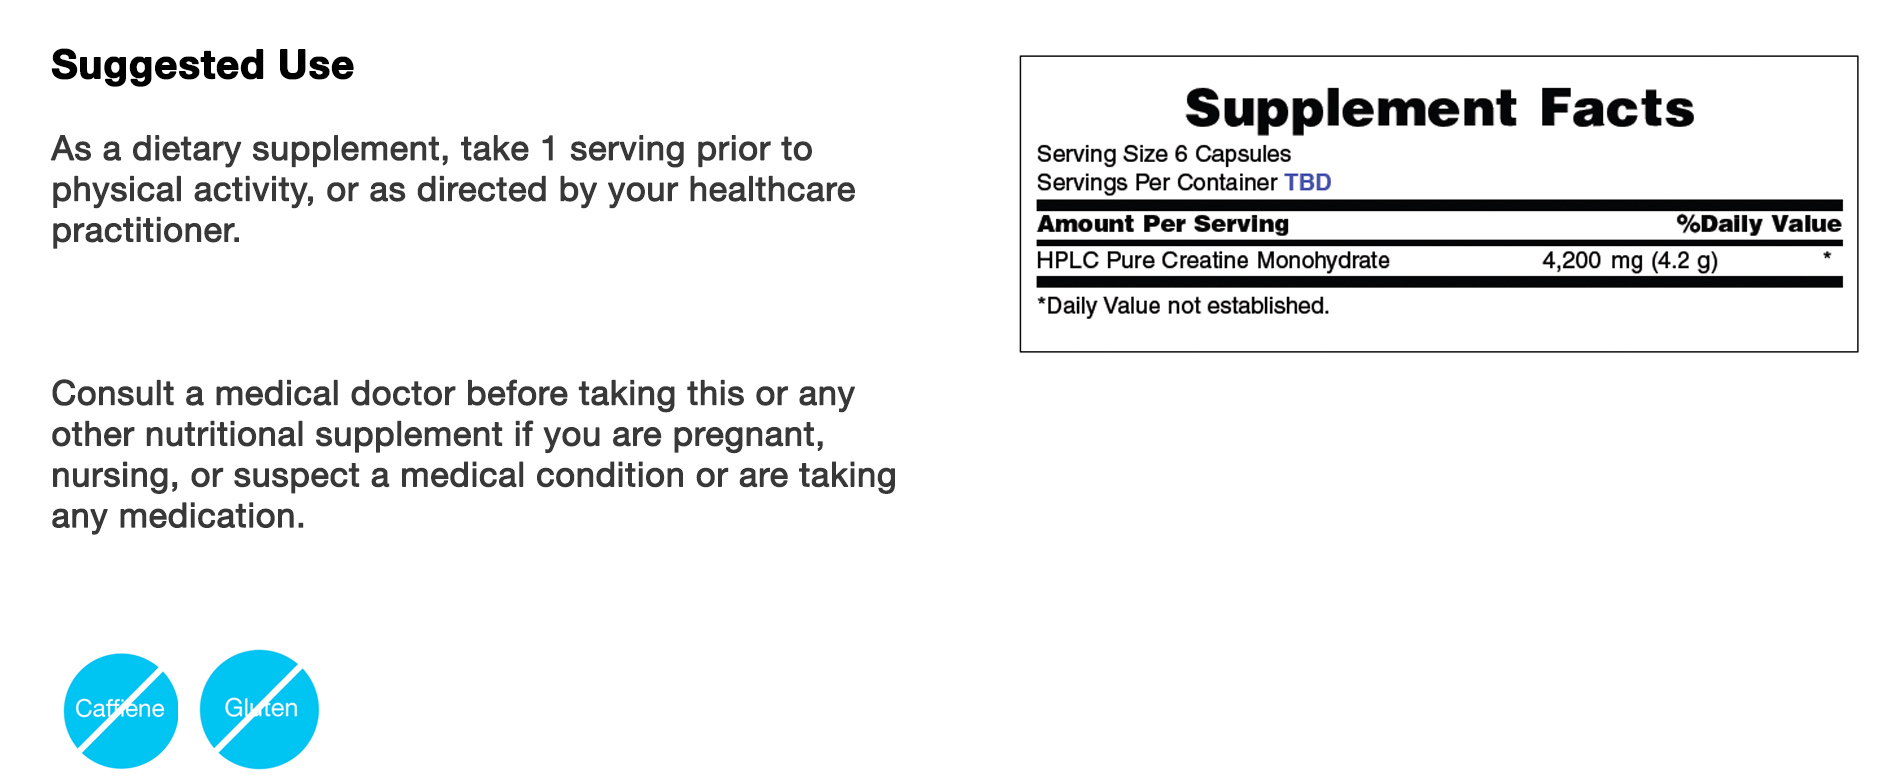 Suggested Use
As a dietary supplement, take 1 serving prior to
physical activity, or as directed by your healthcare
practitioner.
Consult a medical doctor before taking this or any
other nutritional supplement if you are pregnant,
nursing, or suspect a medical condition or are taking
any medication.
Caffiene
Gluten
Supplement Facts
Serving Size 6 Capsules
Servings Per Container TBD
Amount Per Serving %Daily Value
HPLC Pure Creatine Monohydrate 4,200 mg (4.2 g) *
*Daily Value not established.